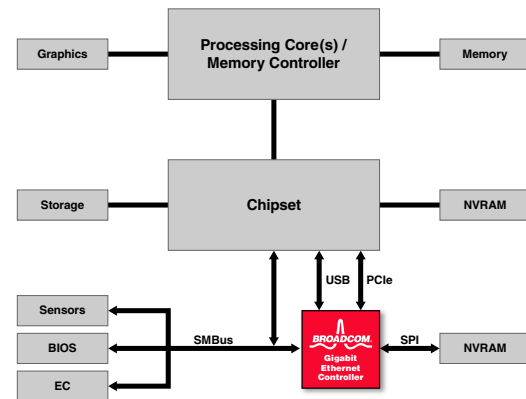 Graphics
Processing Core(s) /
Memory Controller
Memory
Storage
Chipset
NVRAM
USB
PCIe
Sensors
BIOS
EC
SMBus
BROADCOM.
Gigabit
Ethernet
Controller
SPI
NVRAM